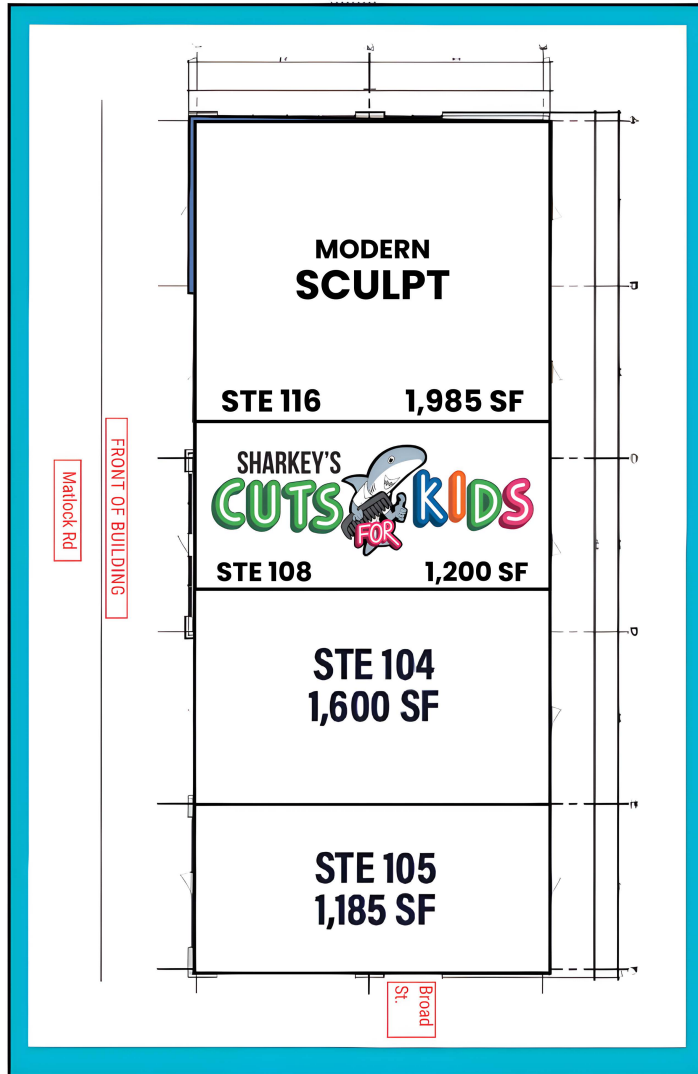 MODERN
SCULPT
STE 116 1,985 SF
SHARKEY'S
CUTS FOR KIDS
STE 108 1,200 SF
FRONT OF BUILDING
Matlock Rd
STE 104
1,600 SF
STE 105
1,185 SF
Broad
St.